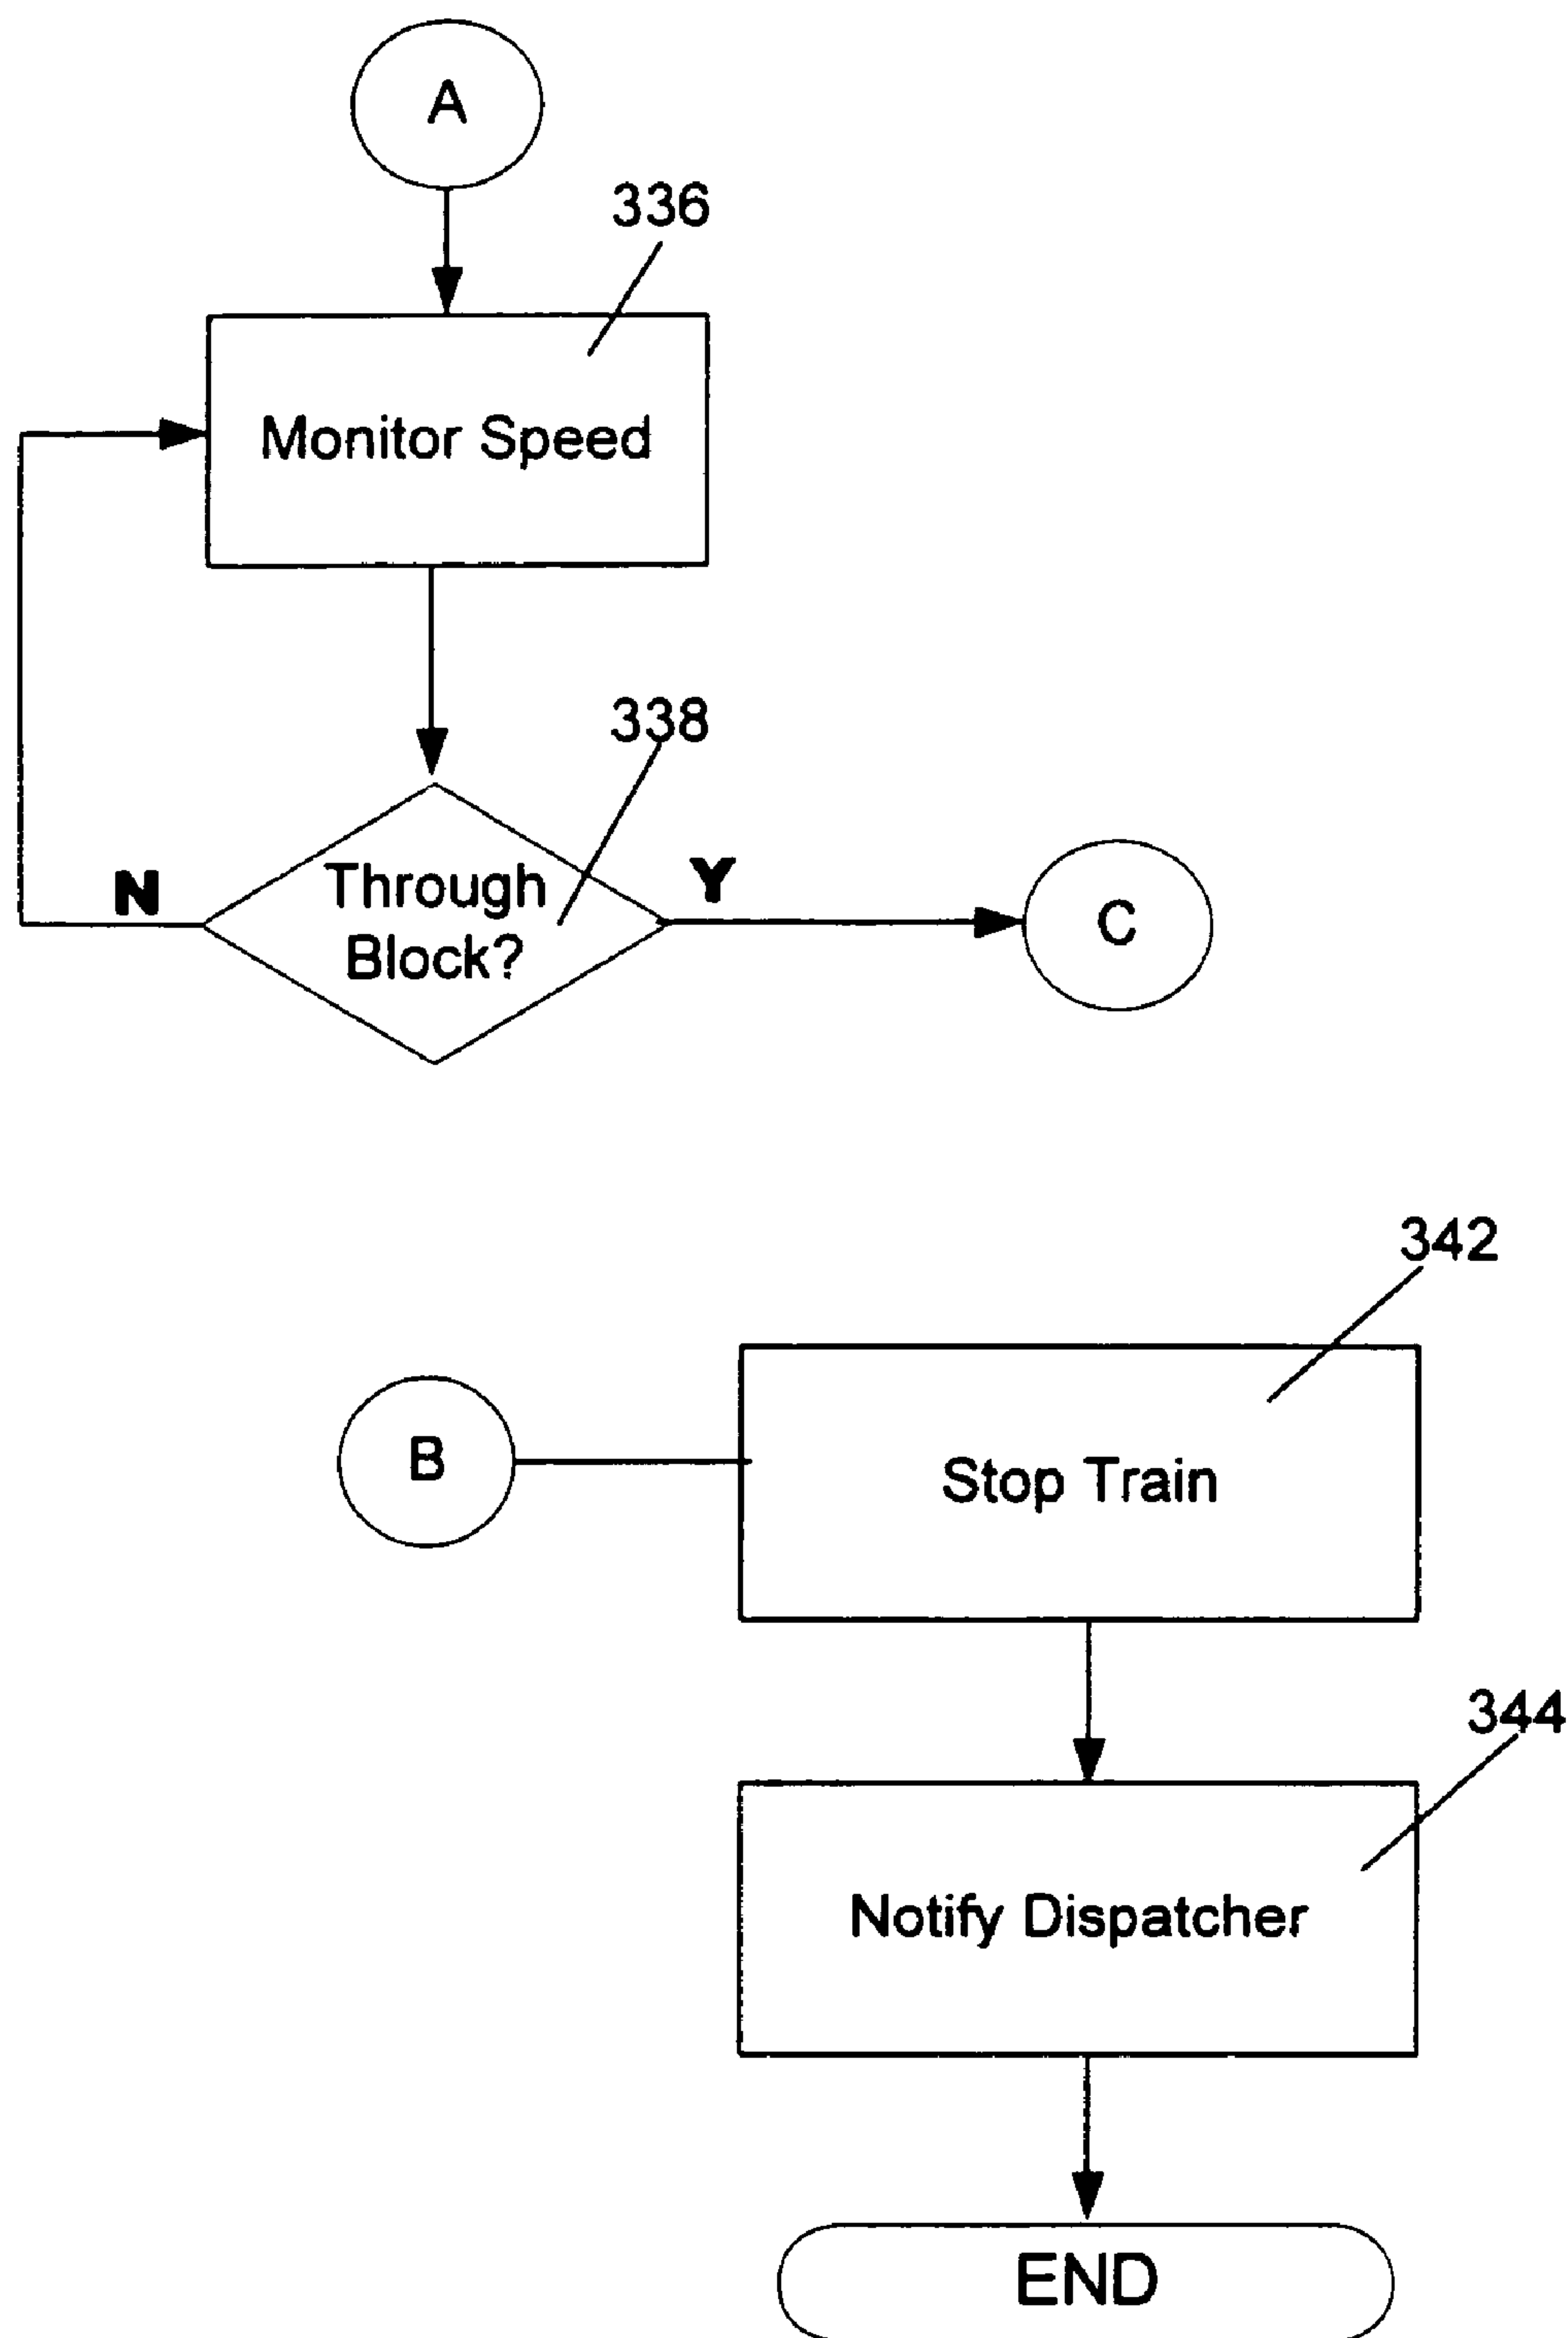 A
336
Monitor Speed
338
N
Through
Block?
Y
C
342
B
Stop Train
344
Notify Dispatcher
END